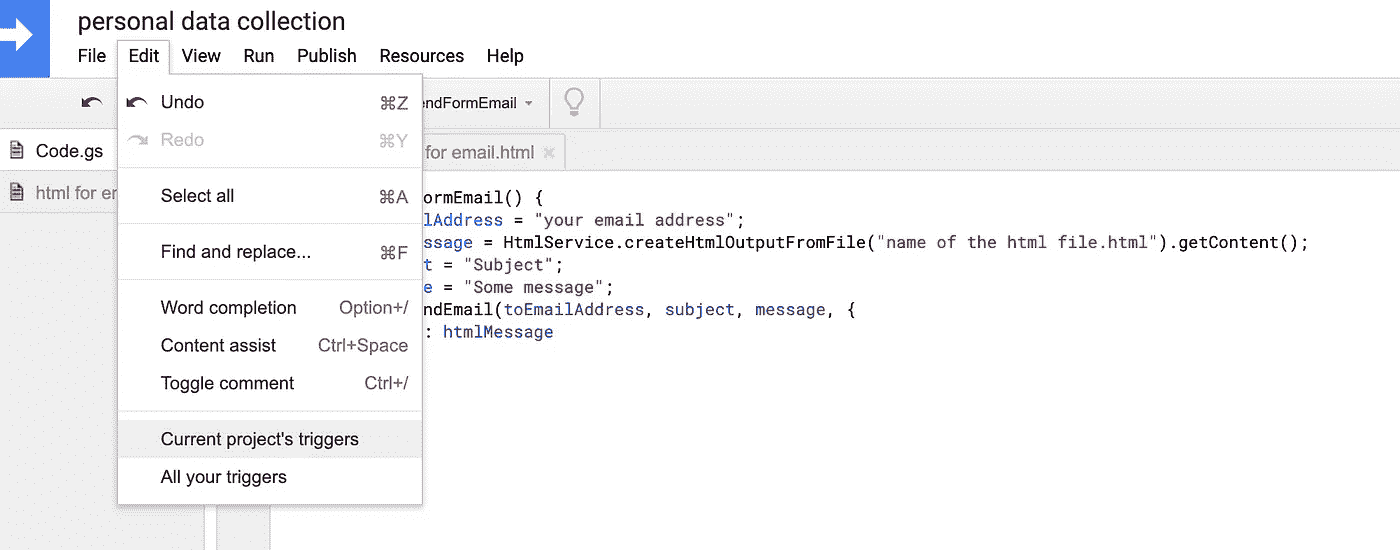 personal data collection
File Edit View Run Publish Resources Help
Undo ⌘Z
endFormEmail
Redo ⌘Y
Code.gs
for email.html
html for er
Select all ⌘A
Find and replace... ⌘F
Word completion Option+/
Content assist Ctrl+Space
Toggle comment Ctrl+/
Current project's triggers
All your triggers
ormEmail() {
lAddress = "your email address";
ssage = HtmlService.createHtmlOutputFromFile("name of the html file.html").getContent();
t = "Subject";
e = "Some message";
ndEmail(toEmailAddress, subject, message, {
: htmlMessage